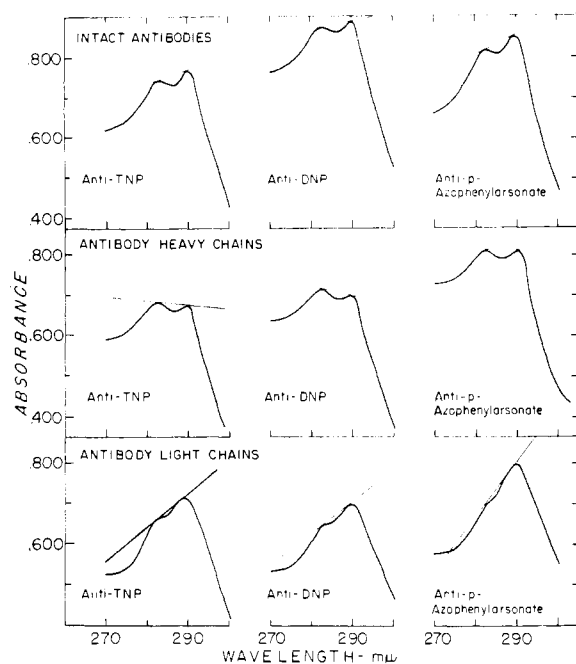 INTACT ANTIBODIES
.800
.600
.400
Anti-TNP
Anti-DNP
Anti-p-
Azophenylarsonate
ANTIBODY HEAVY CHAINS
.800
.600
.400
Anti-TNP
Anti-DNP
Anti-p-
Azophenylarsonate
ANTIBODY LIGHT CHAINS
.800
.600
Anti-TNP
Anti-DNP
Anti-p-
Azophenylarsonate
ABSORBANCE
270 290 270 290 270 290
WAVELENGTH- mμ